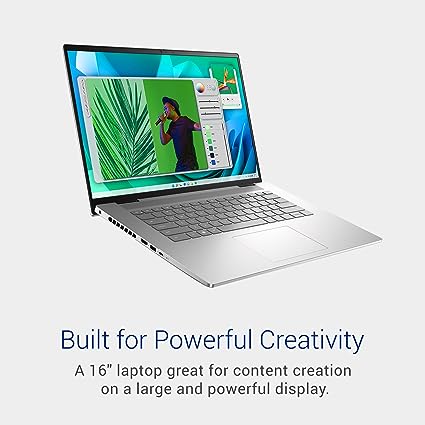 Built for Powerful Creativity
A 16” laptop great for content creation
on a large and powerful display.